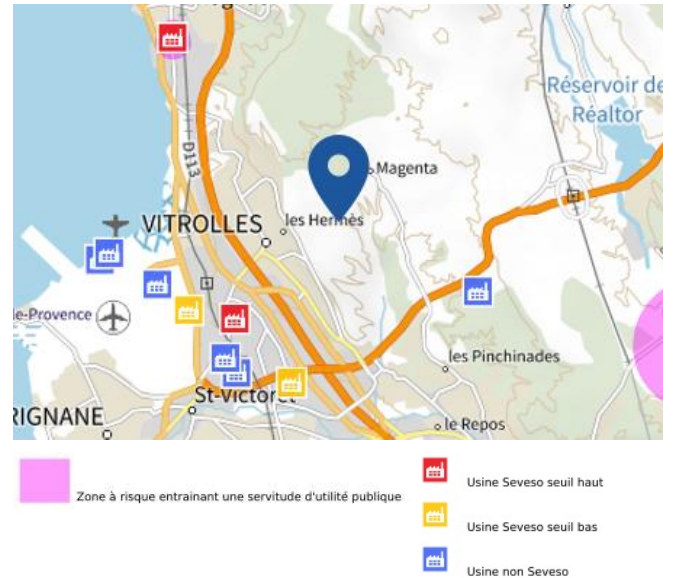 Réservoir de
Réaltor
D113
Magenta
VITROLLES
les Hermès
e-Provence
les Pinchinades
St-Victoret
RIGNANE
le Repos
Zone à risque entrainant une servitude d'utilité publique
Usine Seveso seuil haut
Usine Seveso seuil bas
Usine non Seveso